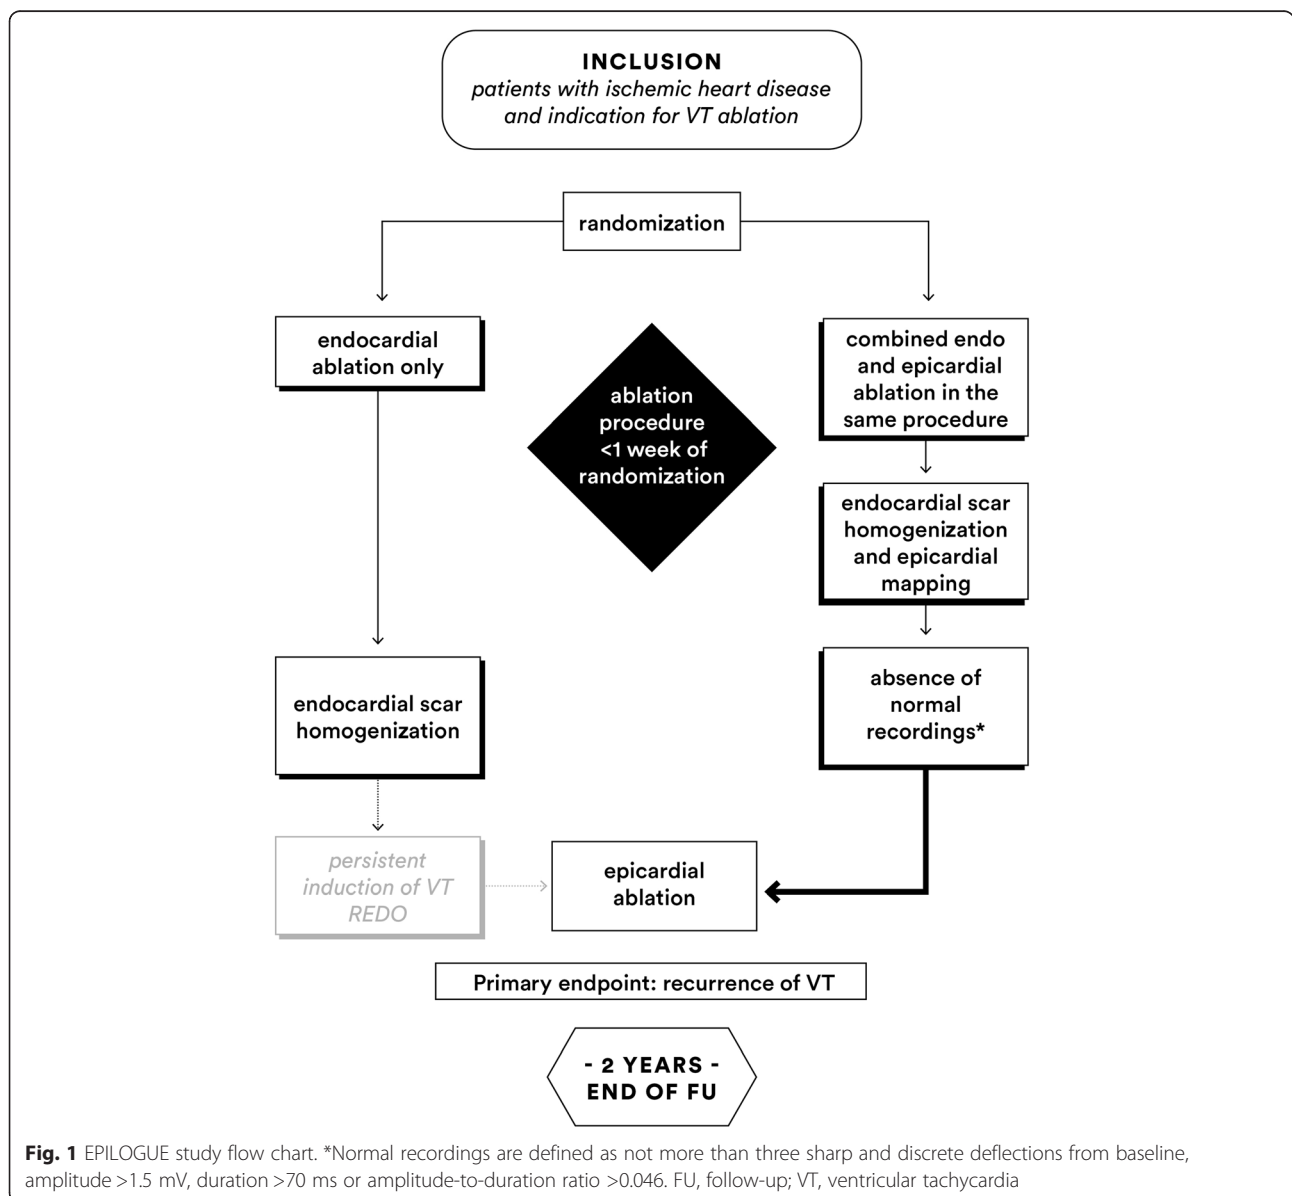 INCLUSION
patients with ischemic heart disease
and indication for VT ablation
randomization
endocardial
ablation only
ablation
procedure
<1 week of
randomization
combined endo
and epicardial
ablation in the
same procedure
endocardial scar
homogenization
and epicardial
mapping
endocardial scar
homogenization
absence of
normal
recordings*
persistent
induction of VT
REDO
epicardial
ablation
Primary endpoint: recurrence of VT
- 2 YEARS -
END OF FU
Fig. 1 EPILOGUE study flow chart. *Normal recordings are defined as not more than three sharp and discrete deflections from baseline,
amplitude >1.5 mV, duration >70 ms or amplitude-to-duration ratio >0.046. FU, follow-up; VT, ventricular tachycardia